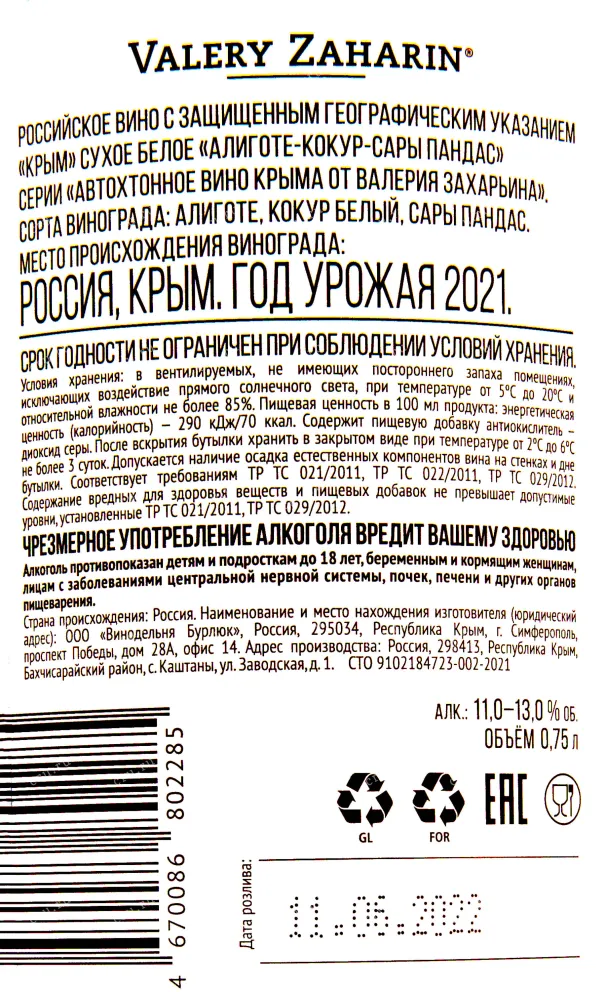 VALERY ZAHARIN®
РОССИЙСКОЕ ВИНО С ЗАЩИЩЕННЫМ ГЕОГРАФИЧЕСКИМ УКАЗАНИЕМ
«КРЫМ» СУХОЕ БЕЛОЕ «АЛИГОТЕ-КОКУР-САРЫ ПАНДАС»
СЕРИИ «АВТОХТОННОЕ ВИНО КРЫМА ОТ ВАЛЕРИЯ ЗАХАРЬИНА».
СОРТА ВИНОГРАДА: АЛИГОТЕ, КОКУР БЕЛЫЙ, САРЫ ПАНДАС.
МЕСТО ПРОИСХОЖДЕНИЯ ВИНОГРАДА:
РОССИЯ, КРЫМ. ГОД УРОЖАЯ 2021.
СРОК ГОДНОСТИ НЕ ОГРАНИЧЕН ПРИ СОБЛЮДЕНИИ УСЛОВИЙ ХРАНЕНИЯ.
Условия хранения: в вентилируемых, не имеющих постороннего запаха помещениях,
исключающих воздействие прямого солнечного света, при температуре от 5°С до 20°С и
относительной влажности не более 85%. Пищевая ценность в 100 мл продукта: энергетическая
ценность (калорийность) – 290 кДж/70 ккал. Содержит пищевую добавку антиокислитель –
диоксид серы. После вскрытия бутылки хранить в закрытом виде при температуре от 2°С до 6°С
не более 3 суток. Допускается наличие осадка естественных компонентов вина на стенках и дне
бутылки. Соответствует требованиям ТР ТС 021/2011, ТР ТС 022/2011, ТР ТС 029/2012.
Содержание вредных для здоровья веществ и пищевых добавок не превышает допустимые
уровни, установленные ТР ТС 021/2011, ТР ТС 029/2012.
ЧРЕЗМЕРНОЕ УПОТРЕБЛЕНИЕ АЛКОГОЛЯ ВРЕДИТ ВАШЕМУ ЗДОРОВЬЮ
Алкоголь противопоказан детям и подросткам до 18 лет, беременным и кормящим женщинам,
лицам с заболеваниями центральной нервной системы, почек, печени и других органов
пищеварения.
Страна происхождения: Россия. Наименование и место нахождения изготовителя (юридический
адрес): ООО «Винодельня Бурлюк», Россия, 295034, Республика Крым, г. Симферополь,
проспект Победы, дом 28А, офис 14. Адрес производства: Россия, 298413, Республика Крым,
Бахчисарайский район, с. Каштаны, ул. Заводская, д. 1. СТО 9102184723-002-2021
АЛК.: 11,0–13,0 % ОБ.
ОБЪЁМ 0,75 л
GL
FOR
EAC
Дата розлива:
11.06.2022
4 670086 802285